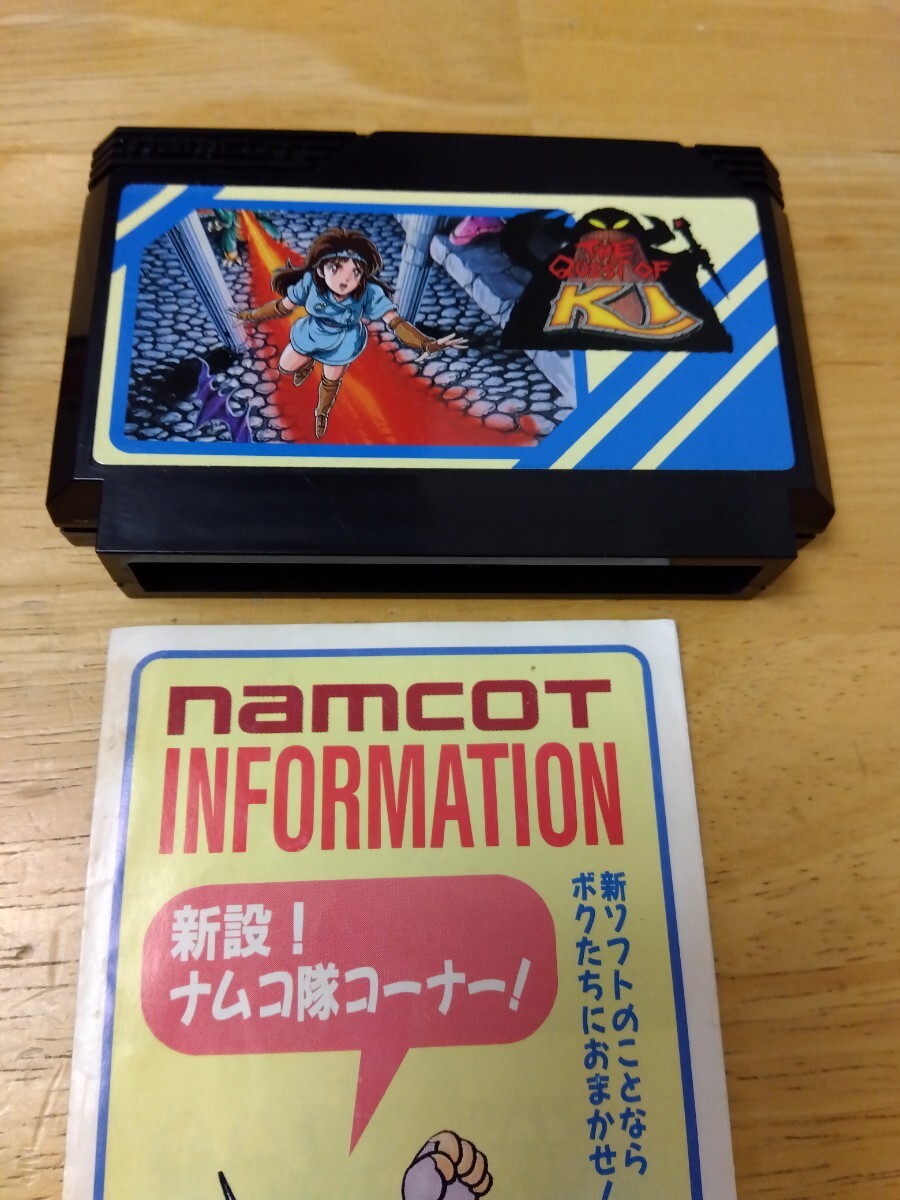 namcot
THE
QUEST OF
KI
namcot
INFORMATION
新設!
ナムコ隊コーナー!
新ソフトのことなら
ボクたちにおまかせ!